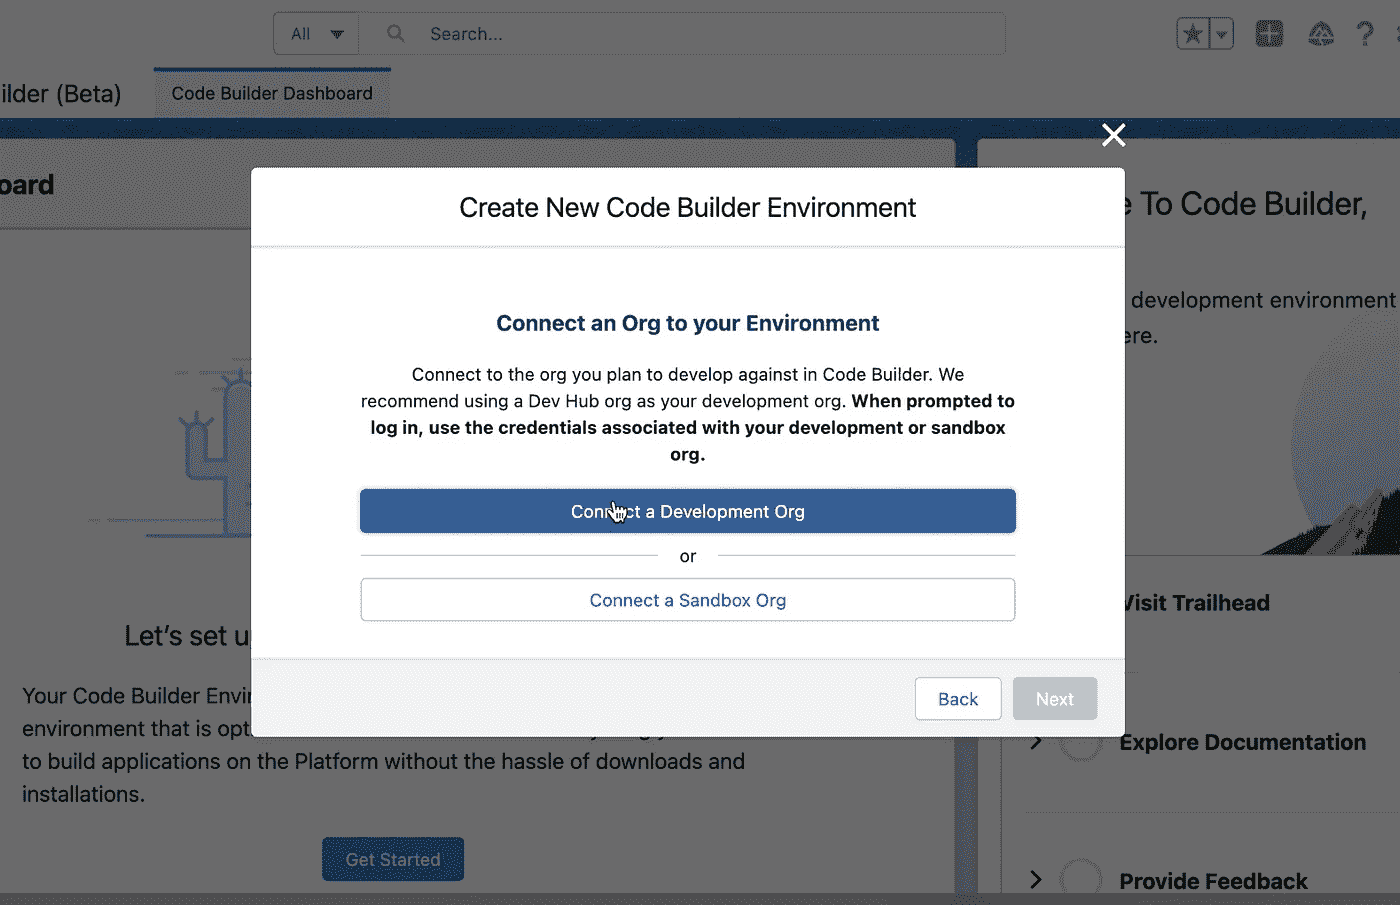 All
Search...
ilder (Beta)
Code Builder Dashboard
oard
Create New Code Builder Environment
e To Code Builder,
Connect an Org to your Environment
development environment
ere.
Connect to the org you plan to develop against in Code Builder. We
recommend using a Dev Hub org as your development org. When prompted to
log in, use the credentials associated with your development or sandbox
org.
Connect a Development Org
or
Connect a Sandbox Org
Visit Trailhead
Let's set u
Your Code Builder Envi
environment that is opt
to build applications on the Platform without the hassle of downloads and
installations.
Back
Next
Explore Documentation
Get Started
Provide Feedback